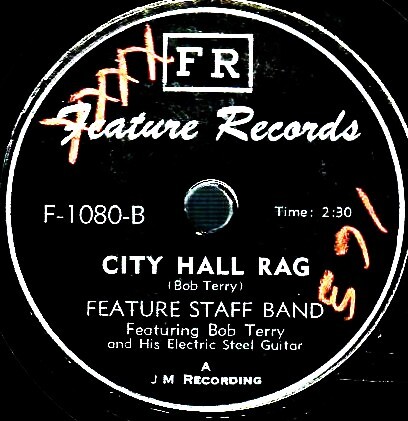 FR
Feature Records
F-1080-B
Time: 2:30
CITY HALL RAG
(Bob Terry)
FEATURE STAFF BAND
Featuring Bob Terry
and His Electric Steel Guitar
A
J M RECORDING